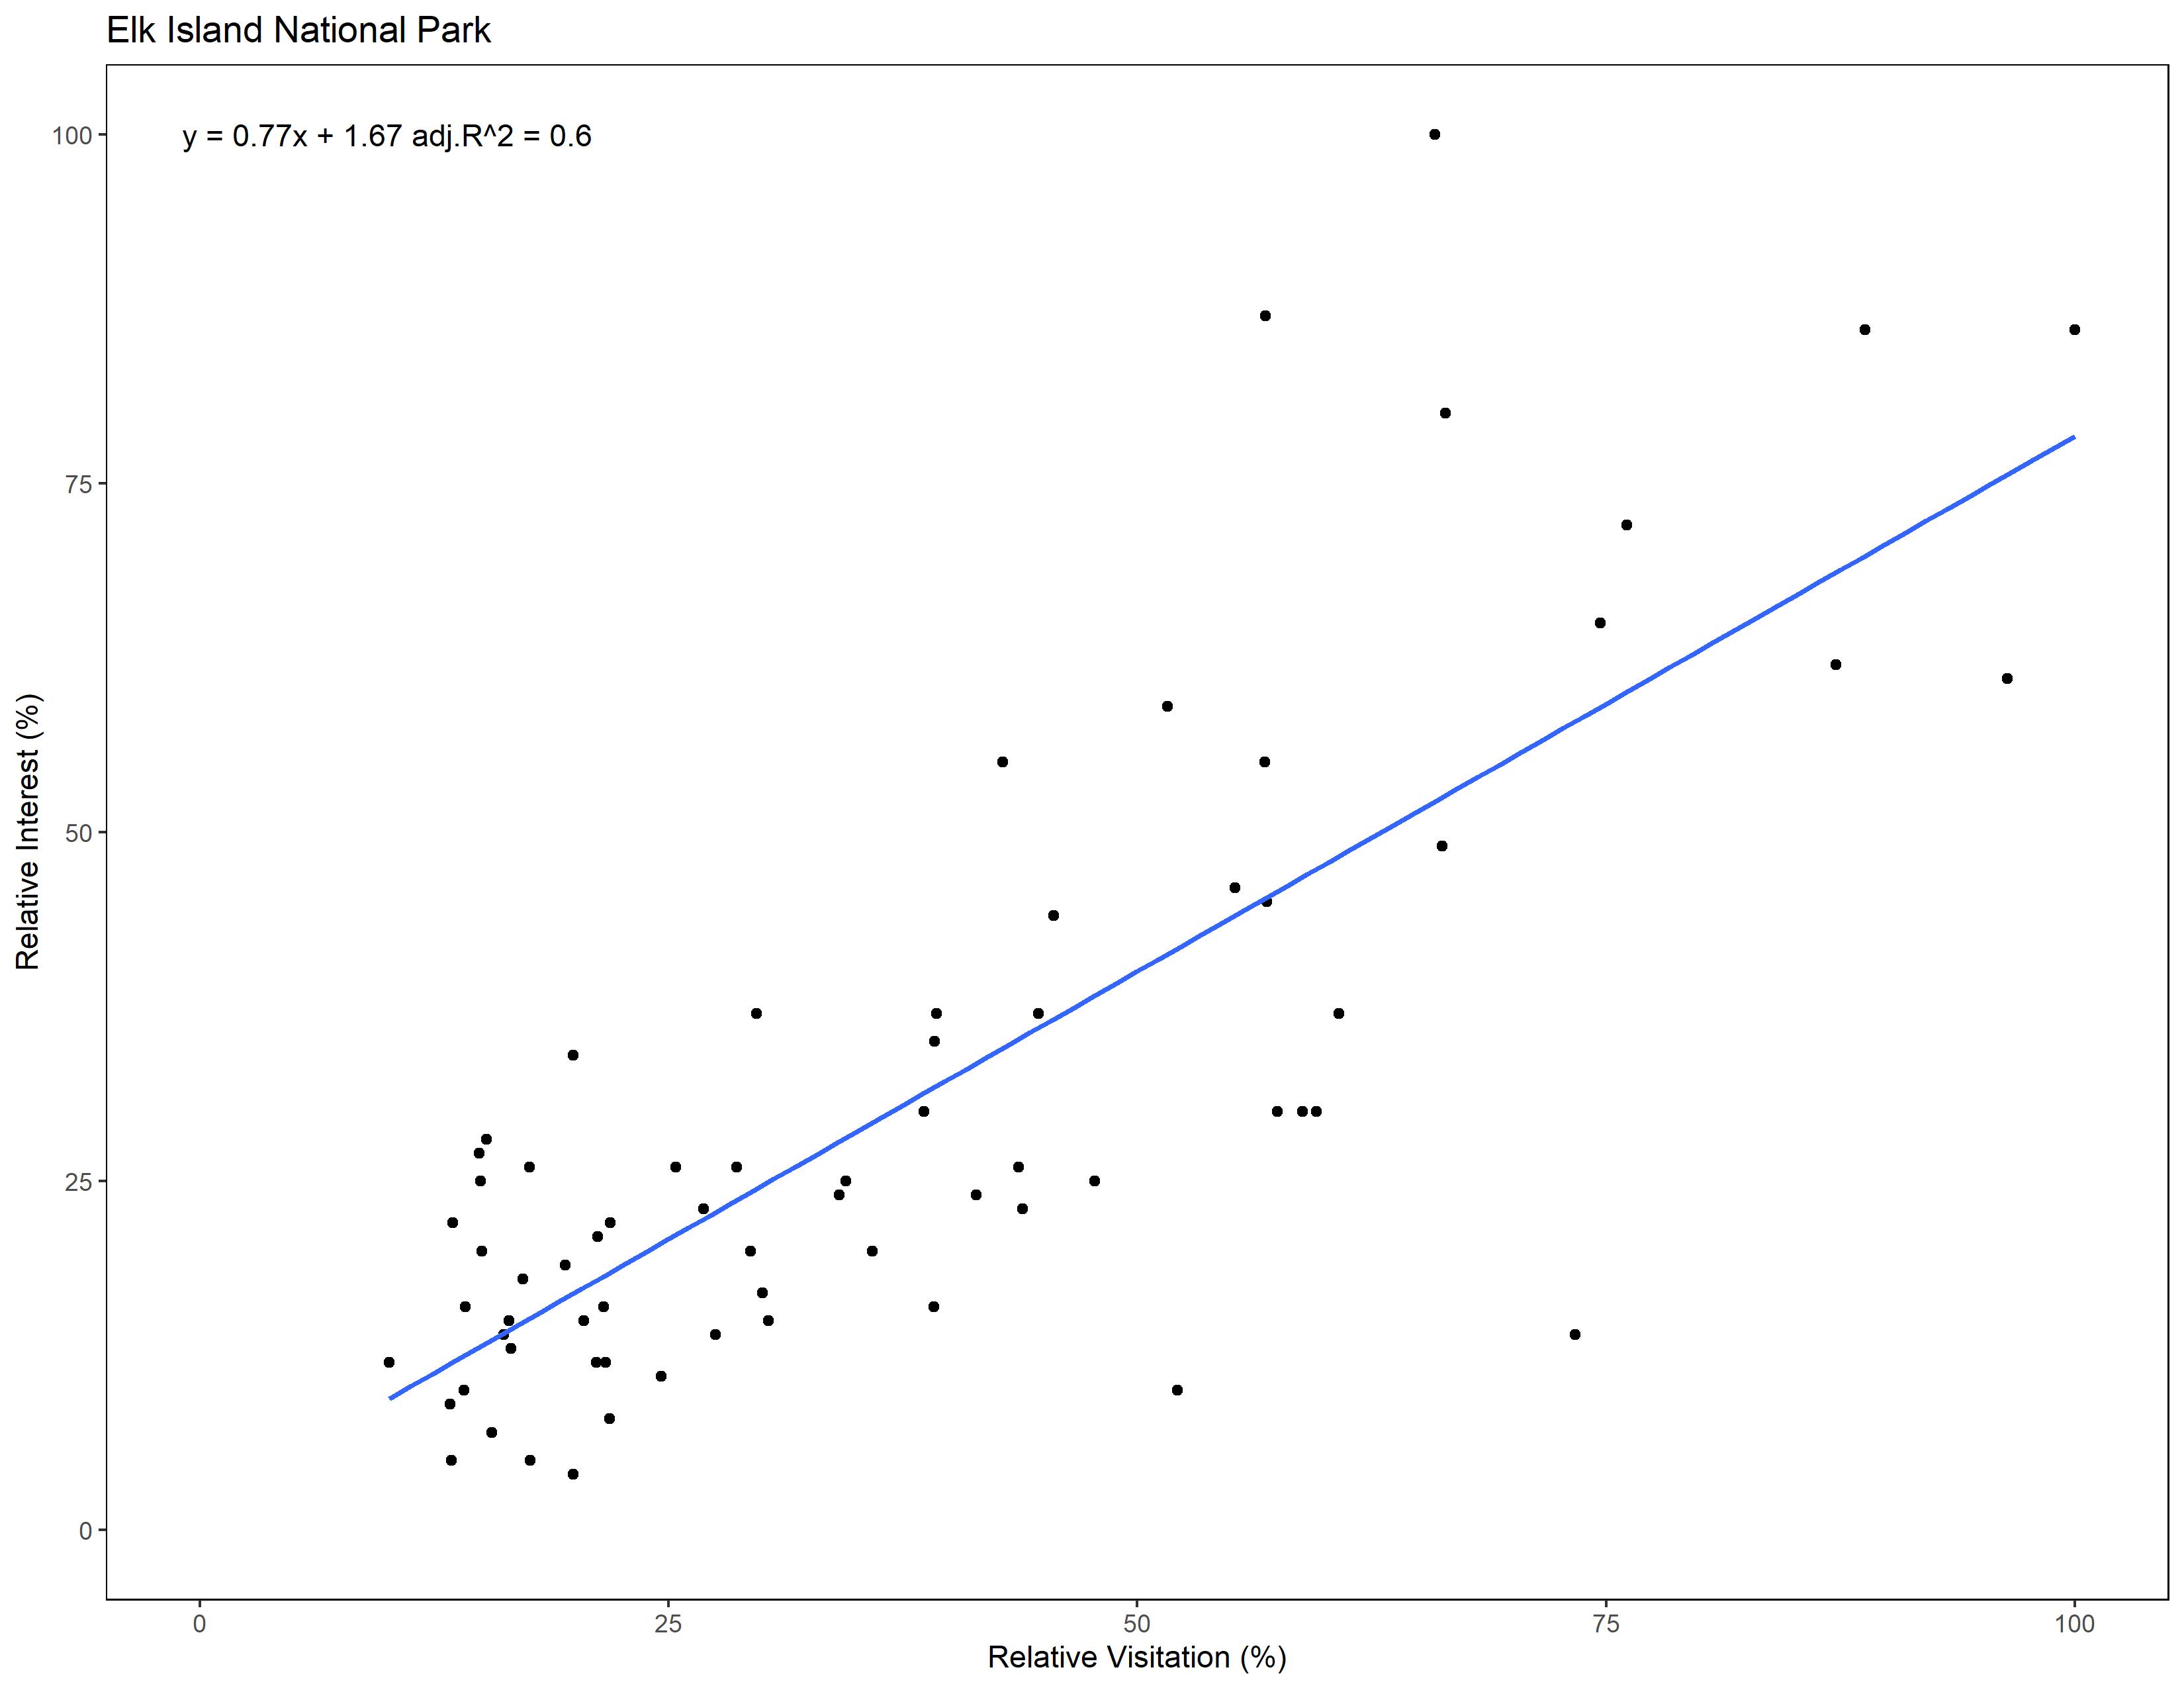 Elk Island National Park
y = 0.77x + 1.67 adj.R^2 = 0.6
100
75
50
25
0
Relative Interest (%)
0 25 50 75 100
Relative Visitation (%)